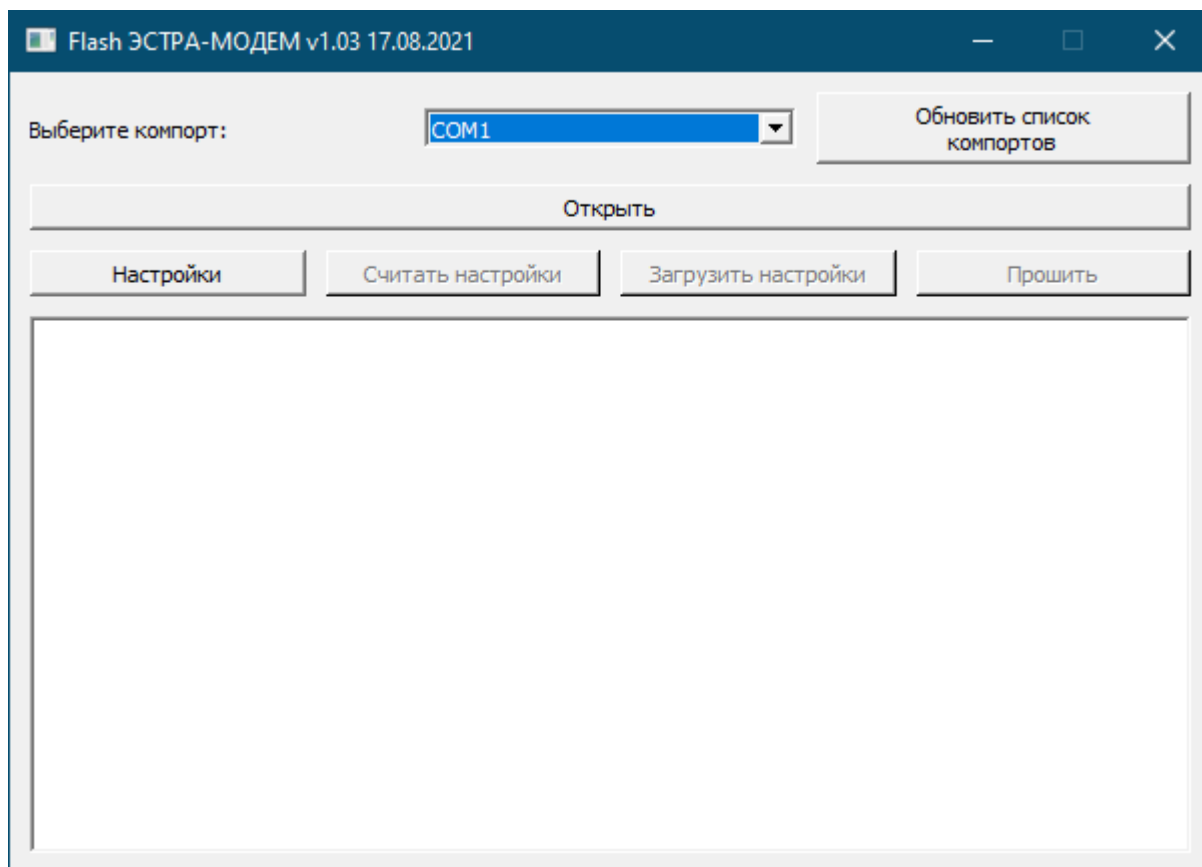 Flash ЭСТРА-МОДЕМ v1.03 17.08.2021
Выберите компорт:
COM1
Обновить список
компортов
Открыть
Настройки
Считать настройки
Загрузить настройки
Прошить